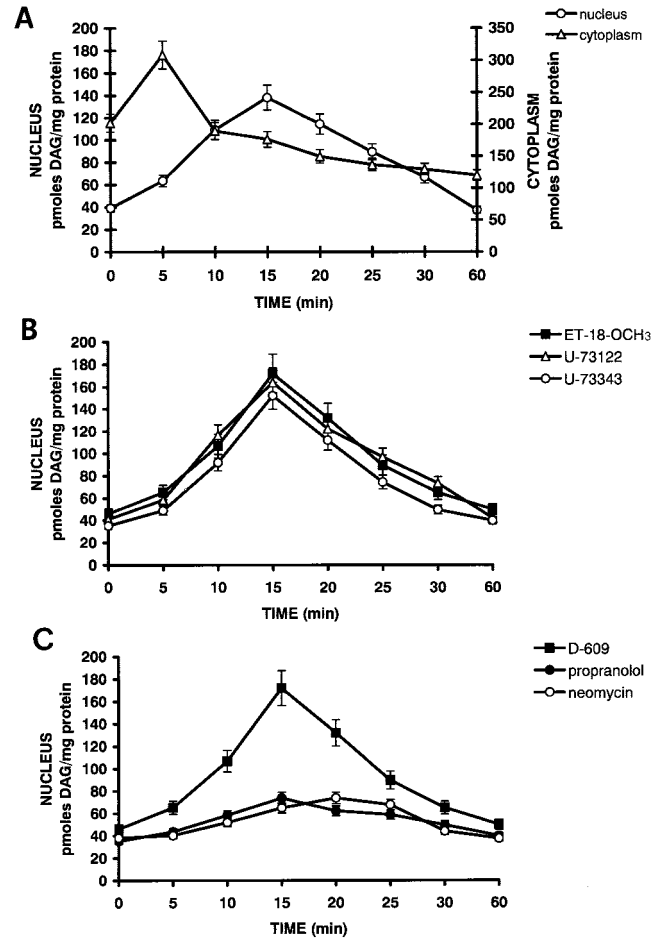 A
nucleus
cytoplasm
NUCLEUS
pmoles DAG/mg protein
200
180
160
140
120
100
80
60
40
20
0
350
300
250
200
150
100
50
0
CYTOPLASM
pmoles DAG/mg protein
0 5 10 15 20 25 30 60
TIME (min)
B
ET-18-OCH3
U-73122
U-73343
NUCLEUS
pmoles DAG/mg protein
200
180
160
140
120
100
80
60
40
20
0
0 5 10 15 20 25 30 60
TIME (min)
C
D-609
propranolol
neomycin
NUCLEUS
pmoles DAG/mg protein
200
180
160
140
120
100
80
60
40
20
0
0 5 10 15 20 25 30 60
TIME (min)